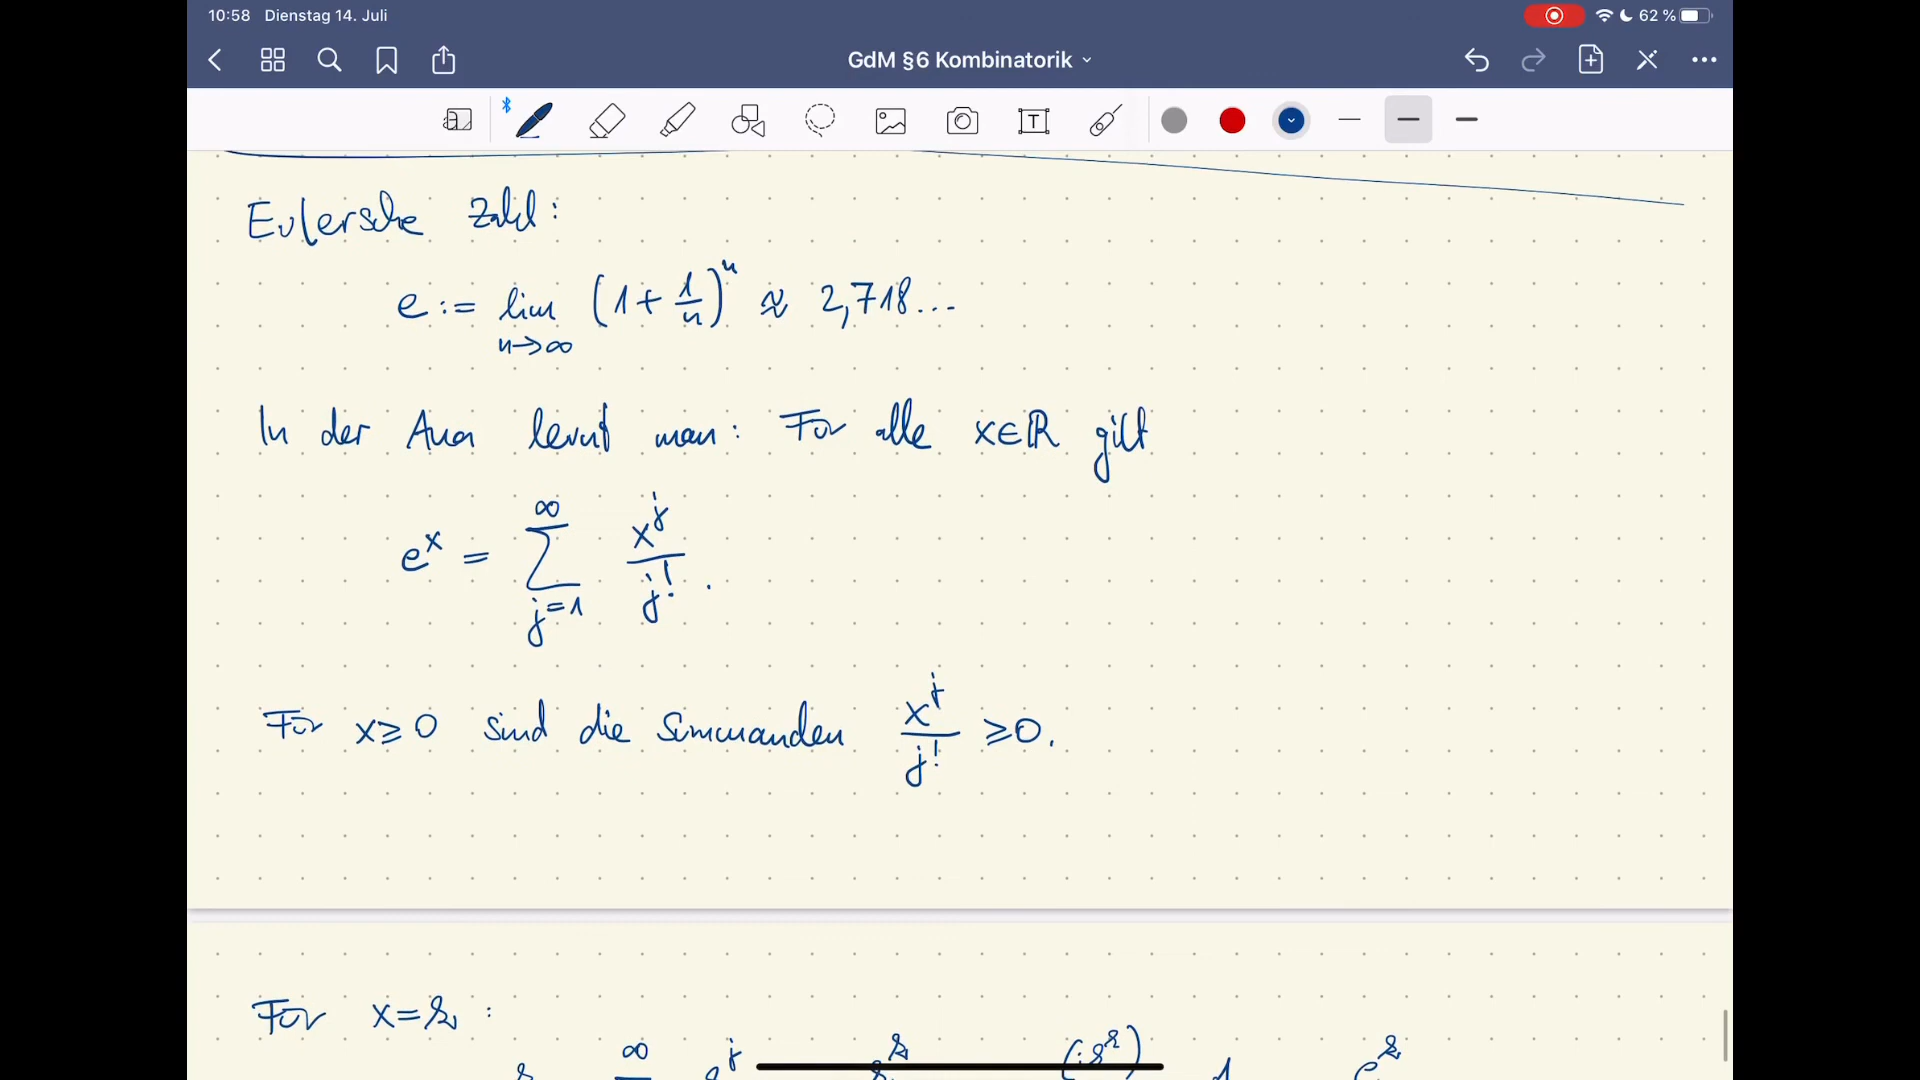 10:58 Dienstag 14. Juli 62 %
GdM §6 Kombinatorik
Eulersche Zahl:
e := lim n→∞ (1 + 1/n)^n ≈ 2,718...
In der Ana lernt man: Für alle x∈ℝ gilt
e^x = ∑_{j=1}^{∞} x^j / j! .
Für x ≥ 0 sind die Summanden x^j / j! ≥ 0.
Für x = k :